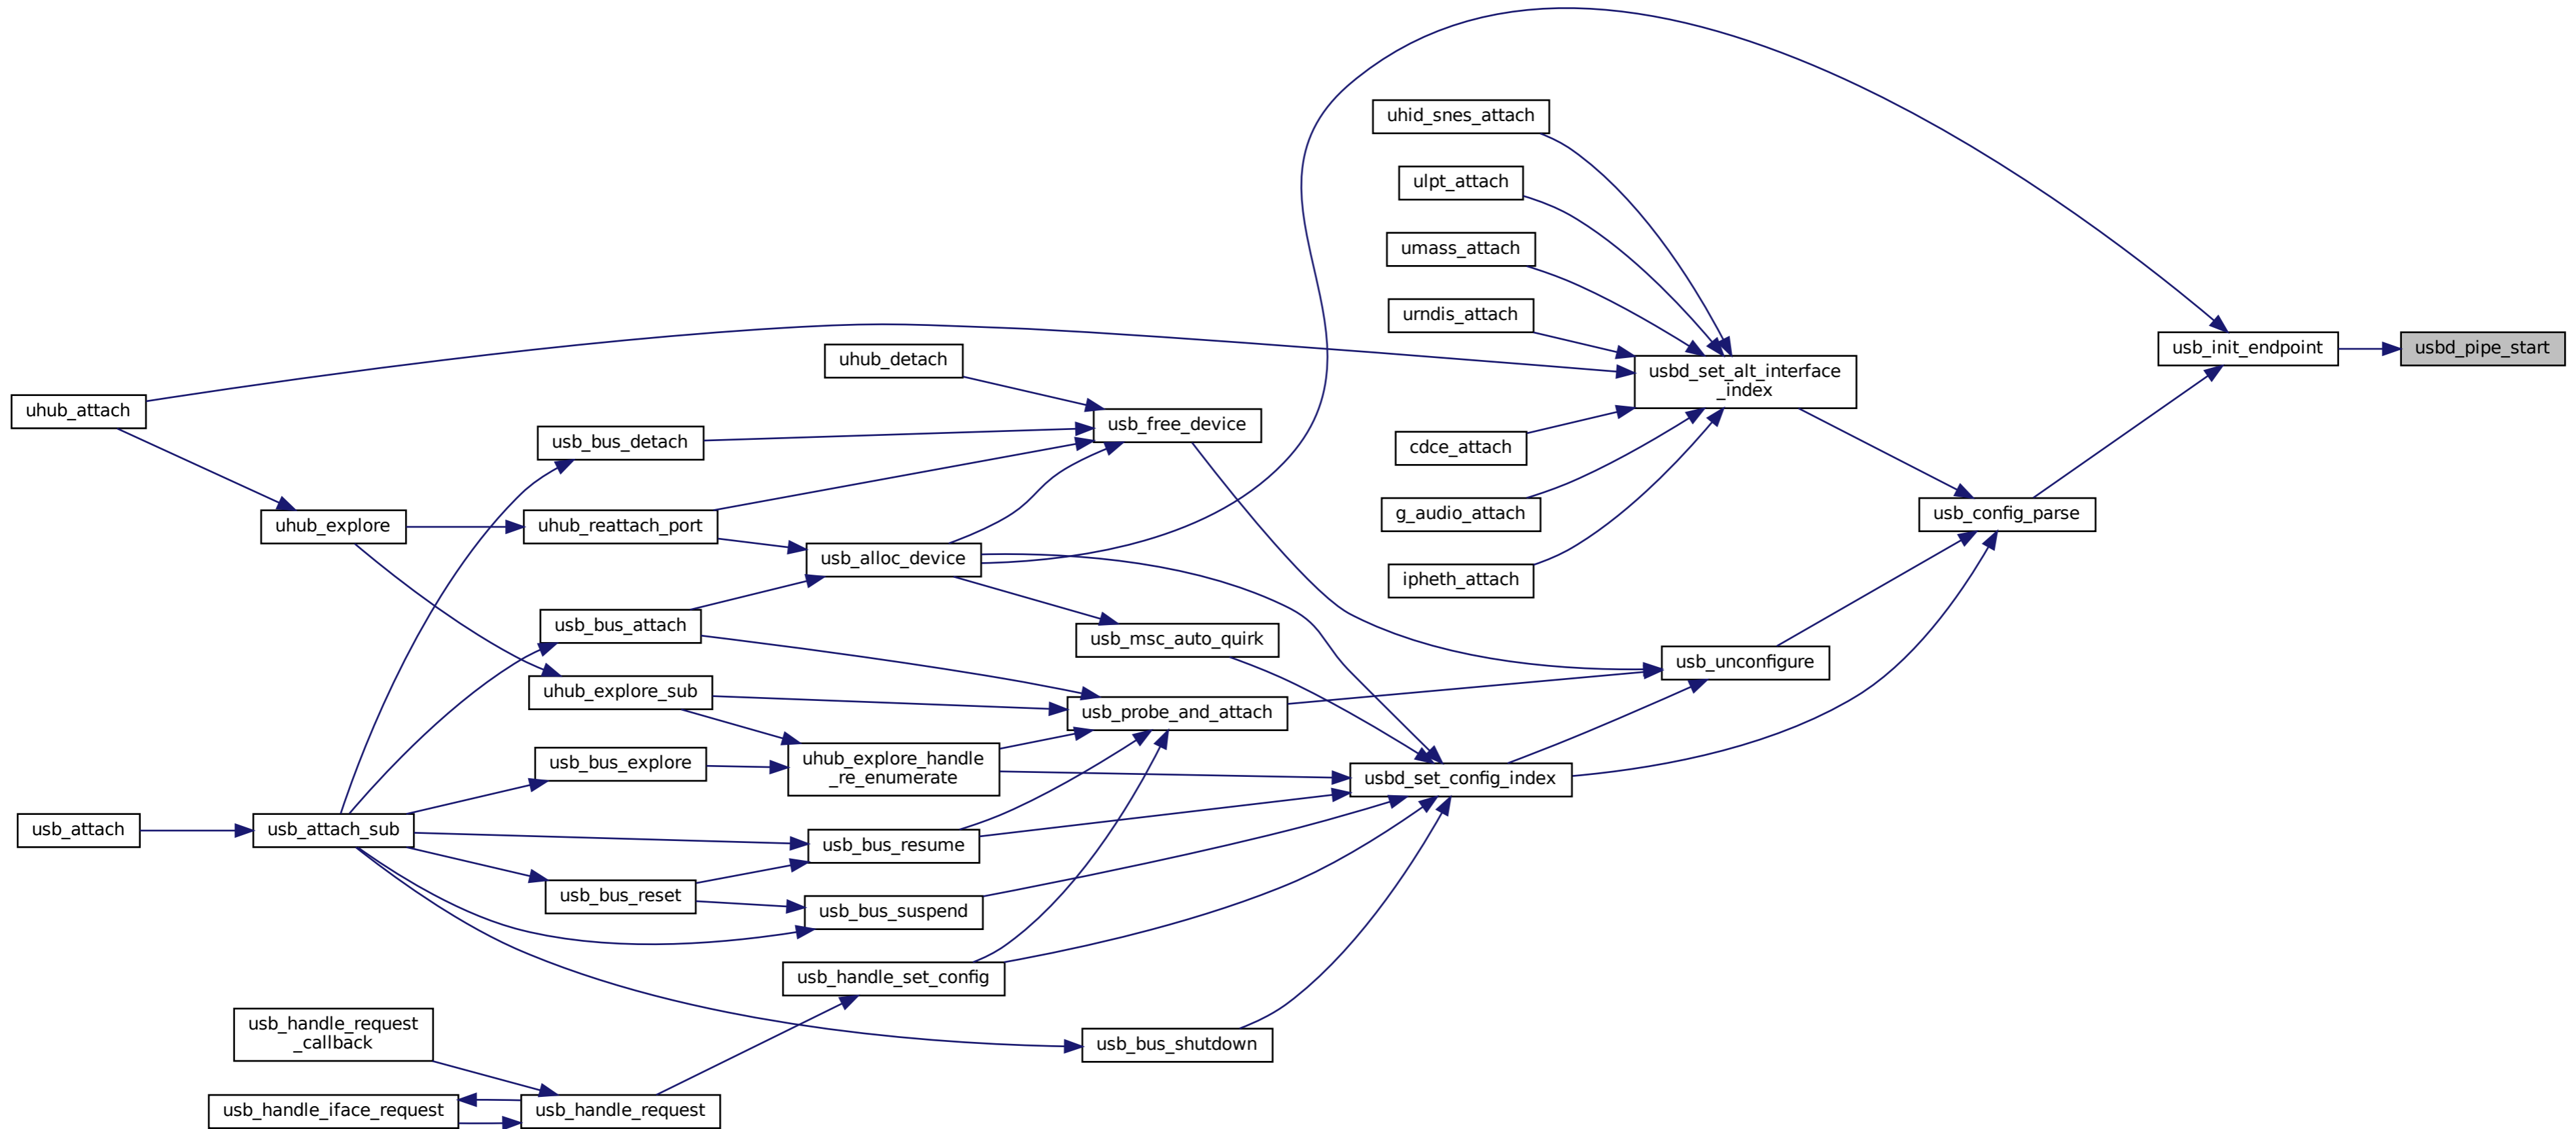 uhid_snes_attach
ulpt_attach
umass_attach
urndis_attach
usb_init_endpoint
usbd_pipe_start
uhub_detach
usbd_set_alt_interface
_index
uhub_attach
usb_free_device
usb_bus_detach
cdce_attach
uhub_explore
uhub_reattach_port
g_audio_attach
usb_config_parse
usb_alloc_device
ipheth_attach
usb_bus_attach
usb_msc_auto_quirk
usb_unconfigure
uhub_explore_sub
usb_probe_and_attach
usb_bus_explore
uhub_explore_handle
_re_enumerate
usbd_set_config_index
usb_attach
usb_attach_sub
usb_bus_resume
usb_bus_reset
usb_bus_suspend
usb_handle_set_config
usb_handle_request
_callback
usb_bus_shutdown
usb_handle_iface_request
usb_handle_request